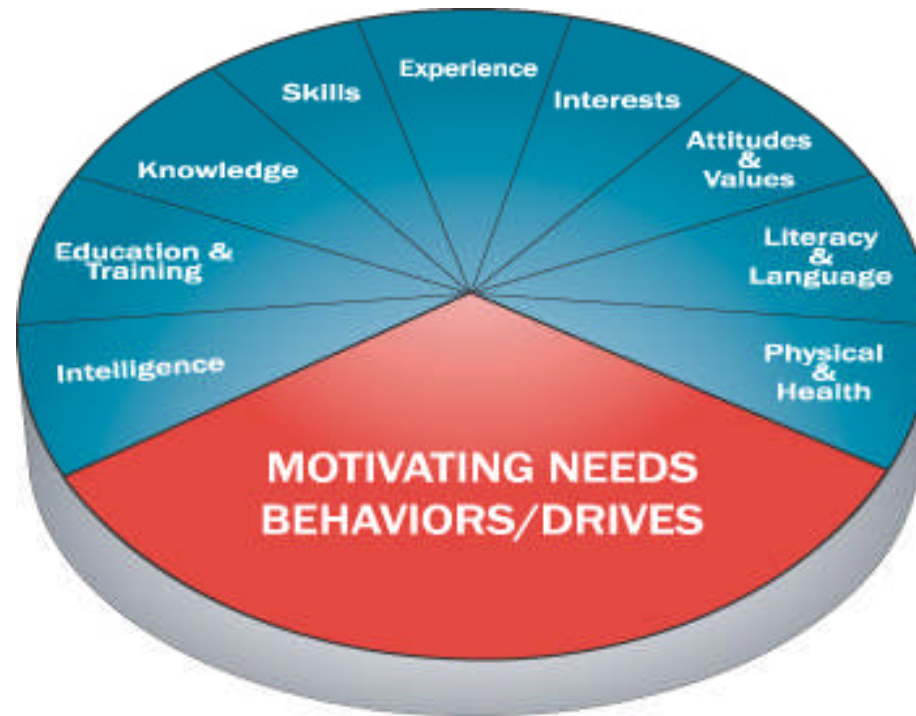 Experience
Skills
Interests
Attitudes
&
Values
Knowledge
Education &
Training
Literacy
&
Language
Intelligence
Physical
&
Health
MOTIVATING NEEDS
BEHAVIORS/DRIVES